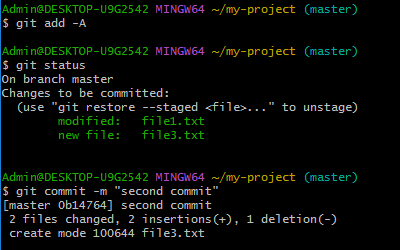 Admin@DESKTOP-U9G2542 MINGW64 ~/my-project (master)
$ git add -A
Admin@DESKTOP-U9G2542 MINGW64 ~/my-project (master)
$ git status
On branch master
Changes to be committed:
  (use "git restore --staged <file>..." to unstage)
        modified:   file1.txt
        new file:   file3.txt
Admin@DESKTOP-U9G2542 MINGW64 ~/my-project (master)
$ git commit -m "second commit"
[master 0b14764] second commit
 2 files changed, 2 insertions(+), 1 deletion(-)
 create mode 100644 file3.txt